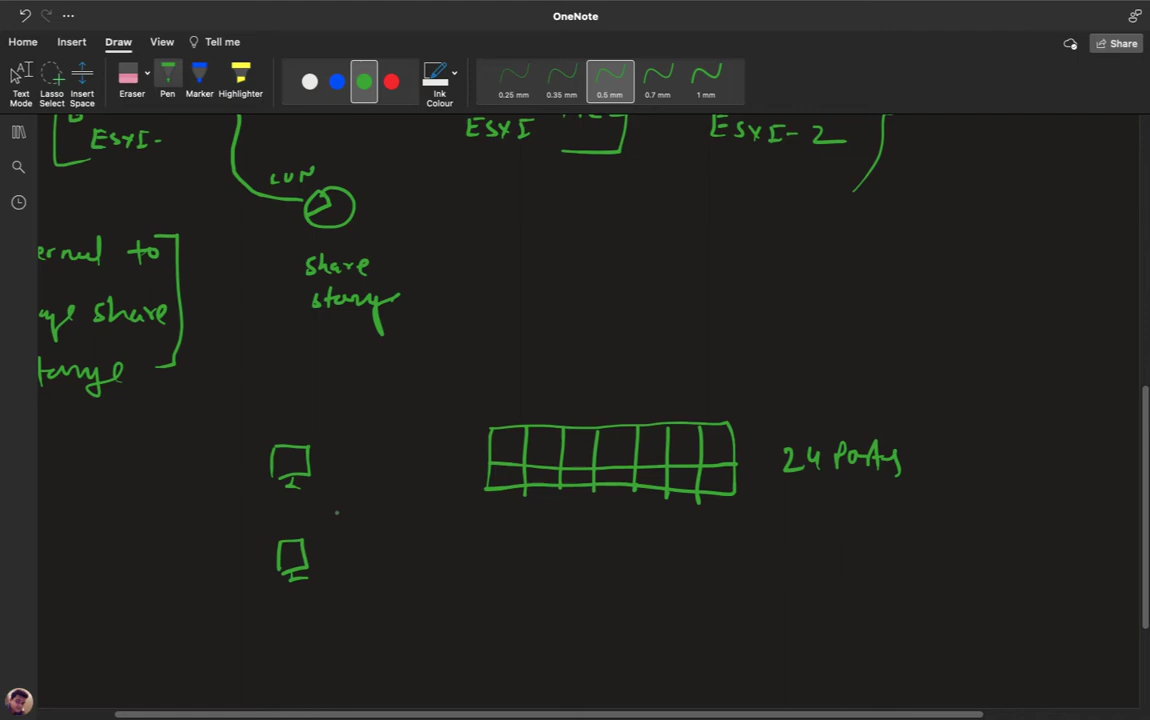 OneNote
Home Insert Draw View Tell me
Share
Text Mode
Lasso Select
Insert Space
Eraser
Pen
Marker
Highlighter
Ink Colour
0.25 mm
0.35 mm
0.5 mm
0.7 mm
1 mm
ESXI-
ESXI
ESXI-2
LUN
share
ernal to
share
24 Ports